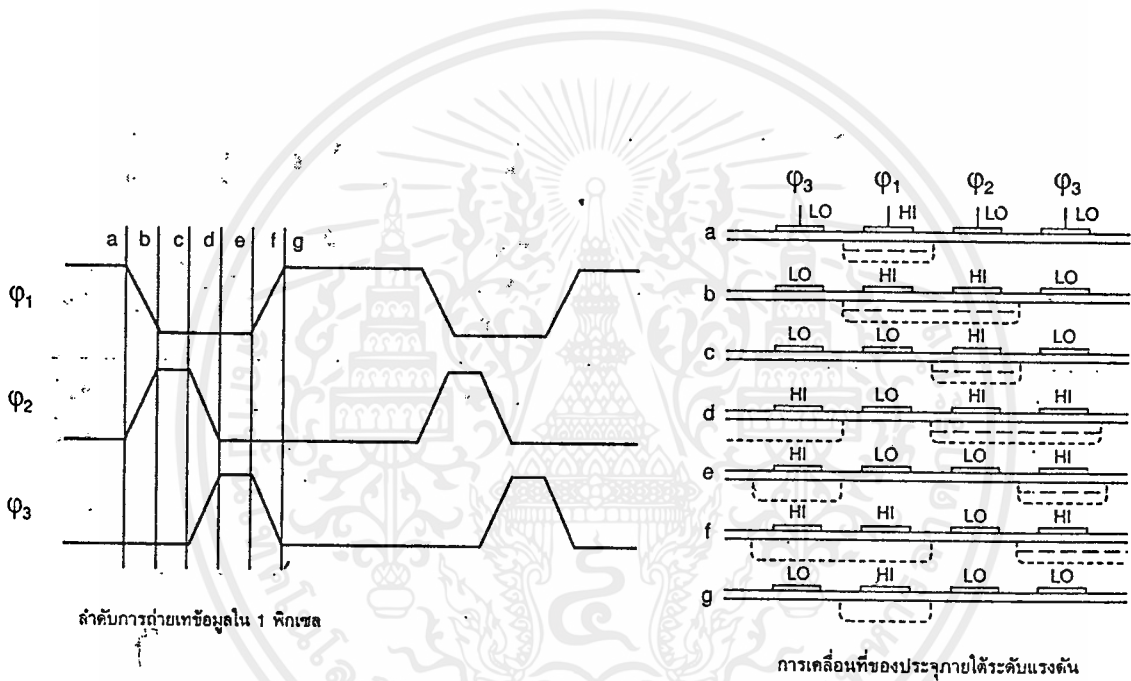 a b c d e f g
φ1
φ2
φ3
ลำดับการถ่ายเทข้อมูลใน 1 พิกเซล
φ3 φ1 φ2 φ3
a LO HI LO LO
b LO HI HI LO
c LO LO HI LO
d HI LO HI HI
e HI LO LO HI
f HI HI LO HI
g LO HI LO LO
การเคลื่อนที่ของประจุภายใต้ระดับแรงดัน